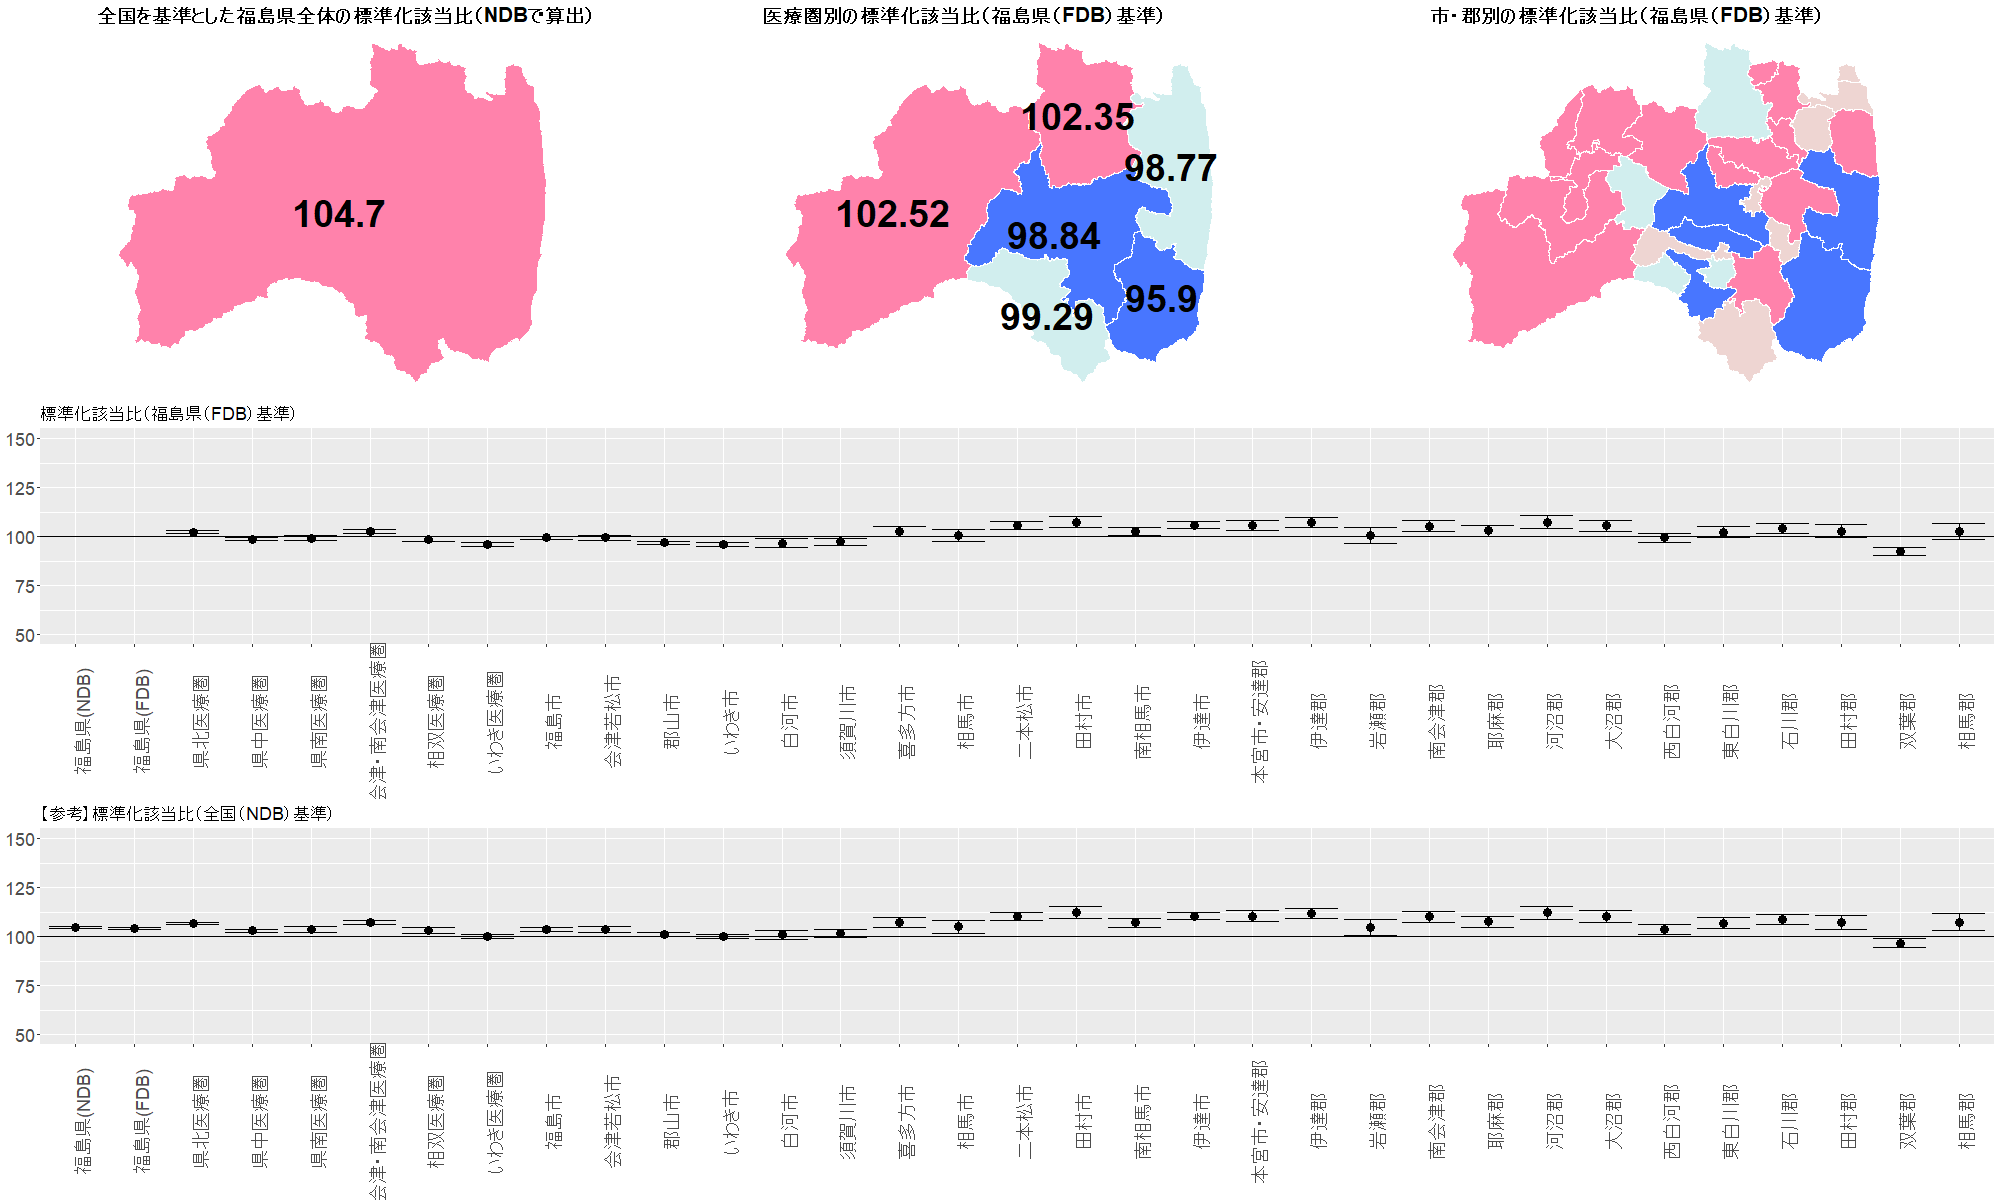 全国を基準とした福島県全体の標準化該当比（NDBで算出）
104.7
医療圏別の標準化該当比（福島県（FDB）基準）
102.35
98.77
102.52
98.84
95.9
99.29
市・郡別の標準化該当比（福島県（FDB）基準）
標準化該当比（福島県（FDB）基準）
150
125
100
75
50
福島県(NDB)
福島県(FDB)
県北医療圏
県中医療圏
県南医療圏
会津・南会津医療圏
相双医療圏
いわき医療圏
福島市
会津若松市
郡山市
いわき市
白河市
須賀川市
喜多方市
相馬市
二本松市
田村市
南相馬市
伊達市
本宮市・安達郡
伊達郡
岩瀬郡
南会津郡
耶麻郡
河沼郡
大沼郡
西白河郡
東白川郡
石川郡
田村郡
双葉郡
相馬郡
【参考】標準化該当比（全国（NDB）基準）
150
125
100
75
50
福島県(NDB)
福島県(FDB)
県北医療圏
県中医療圏
県南医療圏
会津・南会津医療圏
相双医療圏
いわき医療圏
福島市
会津若松市
郡山市
いわき市
白河市
須賀川市
喜多方市
相馬市
二本松市
田村市
南相馬市
伊達市
本宮市・安達郡
伊達郡
岩瀬郡
南会津郡
耶麻郡
河沼郡
大沼郡
西白河郡
東白川郡
石川郡
田村郡
双葉郡
相馬郡